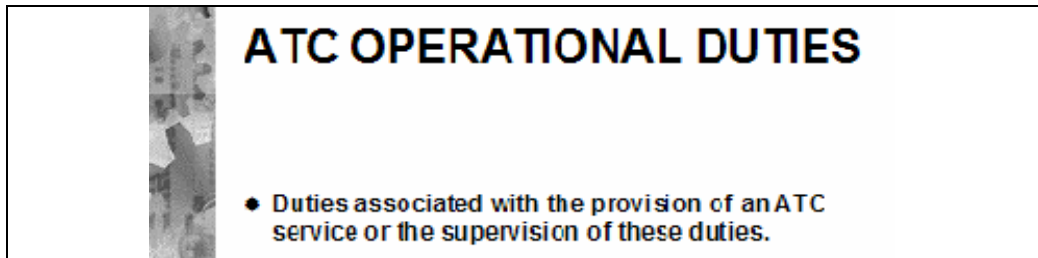 ATC OPERATIONAL DUTIES
● Duties associated with the provision of an ATC
service or the supervision of these duties.